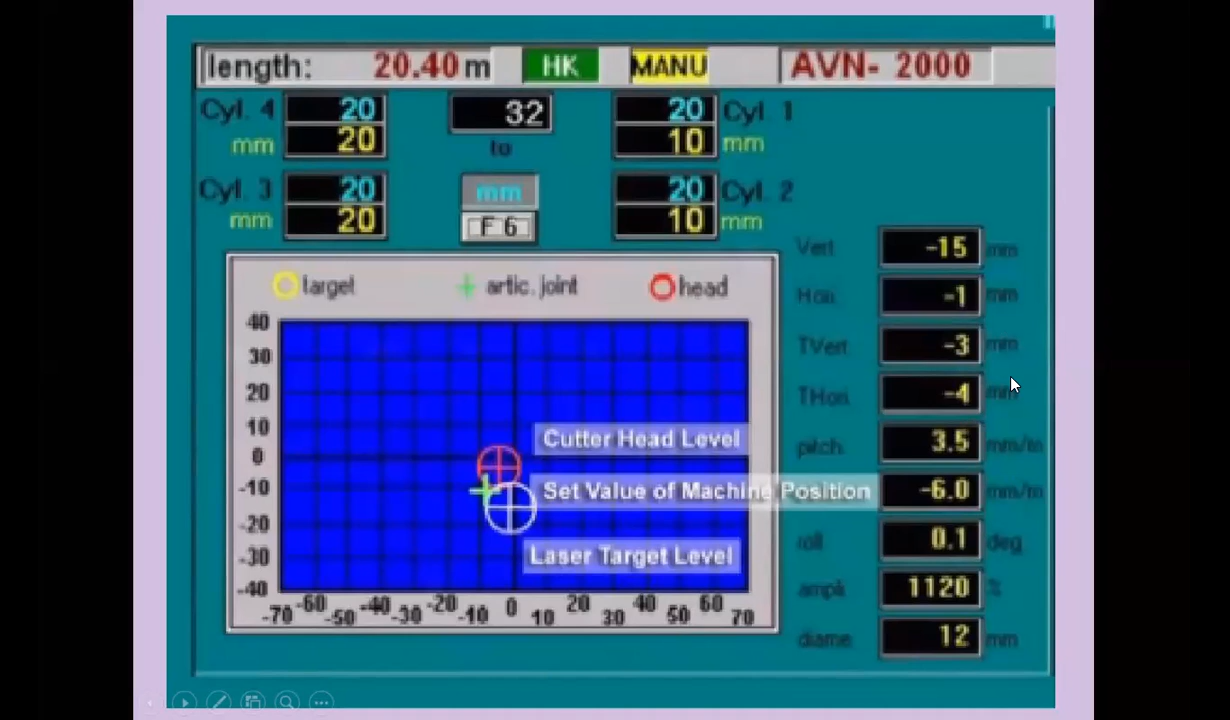 length: 20.40 m HK MANU AVN- 2000
Cyl. 4 20 32 20 Cyl. 1
mm 20 to 10 mm
Cyl. 3 20 mm 20 Cyl. 2
mm 20 F 6 10 mm
target artic. joint head
Vert -15 mm
Hori. -1 mm
TVert -3 mm
THori -4 mm
pitch 3.5 mm/m
-6.0 mm/m
roll 0.1 deg
ampli 1120 %
diame 12 mm
40
30
20
10
0
-10
-20
-30
-40
Cutter Head Level
Set Value of Machine Position
Laser Target Level
-70 -60 -50 -40 -30 -20 -10 0 10 20 30 40 50 60 70